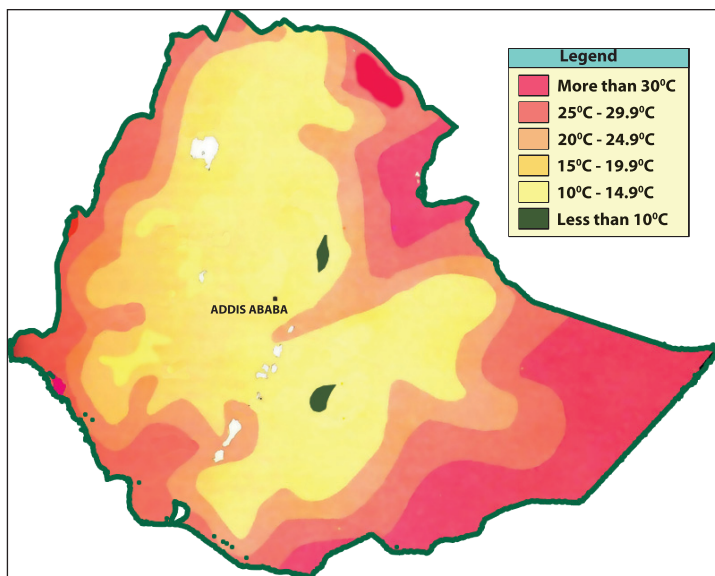 Legend
More than 30⁰C
25⁰C - 29.9⁰C
20⁰C - 24.9⁰C
15⁰C - 19.9⁰C
10⁰C - 14.9⁰C
Less than 10⁰C
ADDIS ABABA